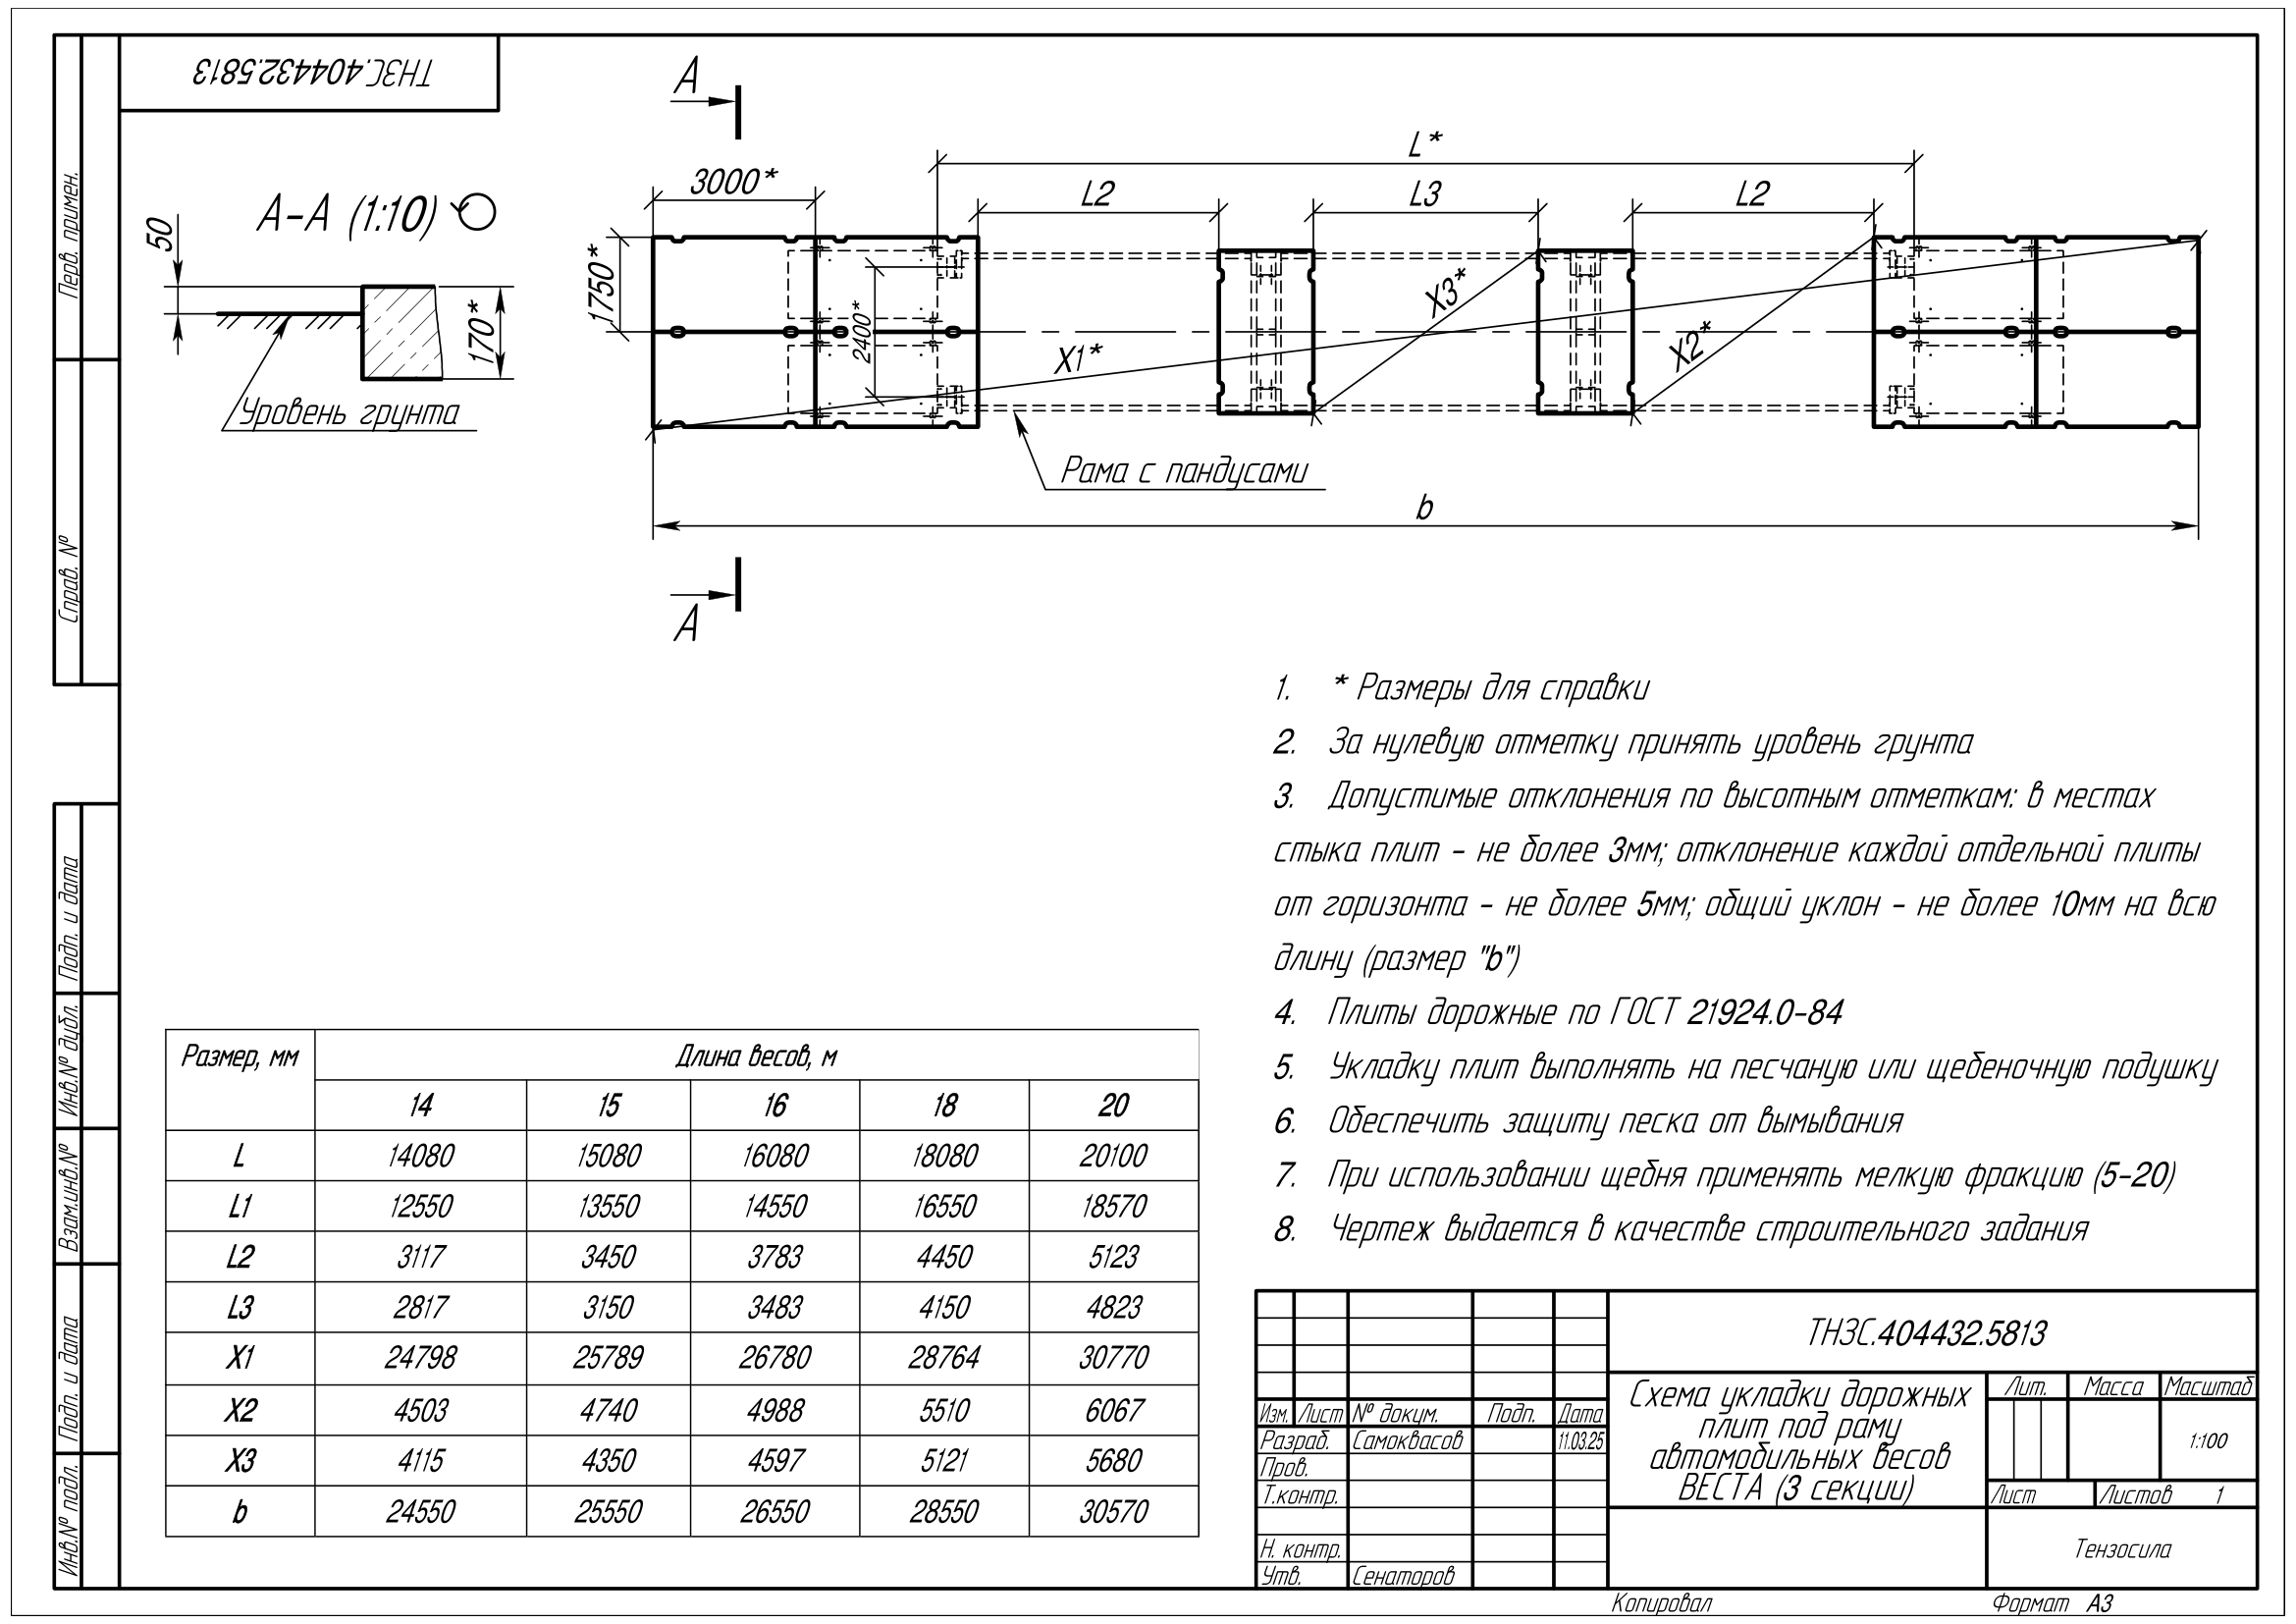 ТНЗС.404432.5813
Перв. примен.
Справ. №
Подп. и дата
Инв.№ дубл.
Взам.инв.№
Подп. и дата
Инв.№ подл.
А
А
А-А (1:10)
50
170*
Уровень грунта
3000*
1750*
2400*
L*
L2
L3
L2
X1*
X3*
X2*
Рама с пандусами
b
1. * Размеры для справки
2. За нулевую отметку принять уровень грунта
3. Допустимые отклонения по высотным отметкам: в местах
стыка плит - не более 3мм; отклонение каждой отдельной плиты
от горизонта - не более 5мм; общий уклон - не более 10мм на всю
длину (размер "b")
4. Плиты дорожные по ГОСТ 21924.0-84
5. Укладку плит выполнять на песчаную или щебеночную подушку
6. Обеспечить защиту песка от вымывания
7. При использовании щебня применять мелкую фракцию (5-20)
8. Чертеж выдается в качестве строительного задания
Размер, мм Длина весов, м
14 15 16 18 20
L 14080 15080 16080 18080 20100
L1 12550 13550 14550 16550 18570
L2 3117 3450 3783 4450 5123
L3 2817 3150 3483 4150 4823
X1 24798 25789 26780 28764 30770
X2 4503 4740 4988 5510 6067
X3 4115 4350 4597 5121 5680
b 24550 25550 26550 28550 30570
ТНЗС.404432.5813
Изм. Лист № докум. Подп. Дата
Разраб. Самоквасов 11.03.25
Пров.
Т.контр.
Н. контр.
Утв. Сенаторов
Схема укладки дорожных
плит под раму
автомобильных весов
ВЕСТА (3 секции)
Лит. Масса Масштаб
1:100
Лист Листов 1
Тензосила
Копировал Формат А3